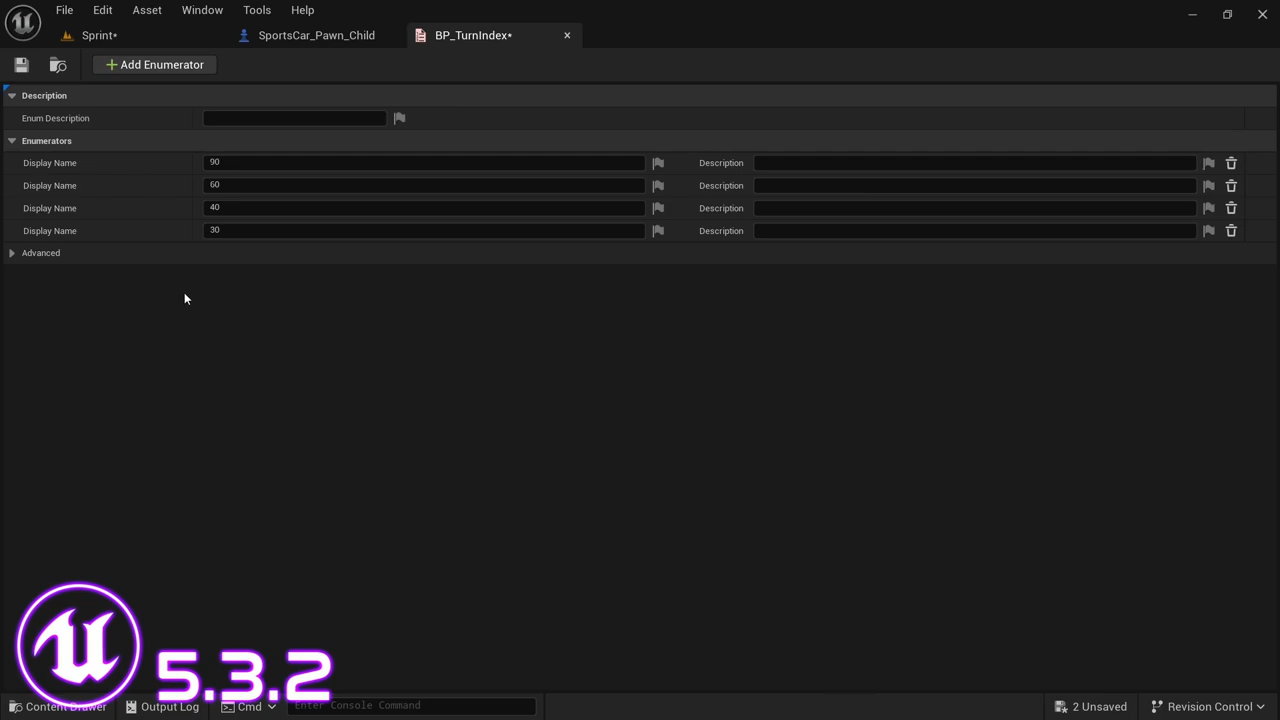 File Edit Asset Window Tools Help
Sprint* SportsCar_Pawn_Child BP_TurnIndex*
Add Enumerator
Description
Enum Description
Enumerators
Display Name 90 Description
Display Name 60 Description
Display Name 40 Description
Display Name 30 Description
Advanced
5.3.2
Content Drawer Output Log Cmd Enter Console Command 2 Unsaved Revision Control